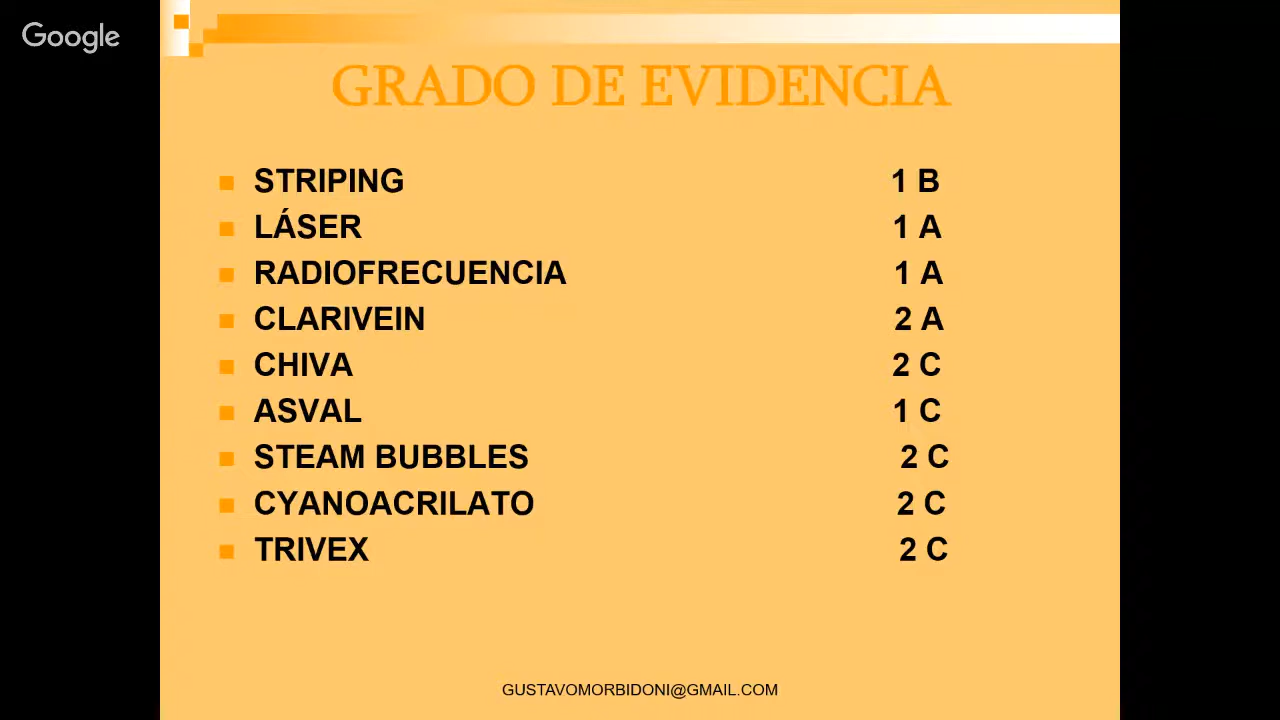 Google
GRADO DE EVIDENCIA
STRIPING 1 B
LÁSER 1 A
RADIOFRECUENCIA 1 A
CLARIVEIN 2 A
CHIVA 2 C
ASVAL 1 C
STEAM BUBBLES 2 C
CYANOACRILATO 2 C
TRIVEX 2 C
GUSTAVOMORBIDONI@GMAIL.COM